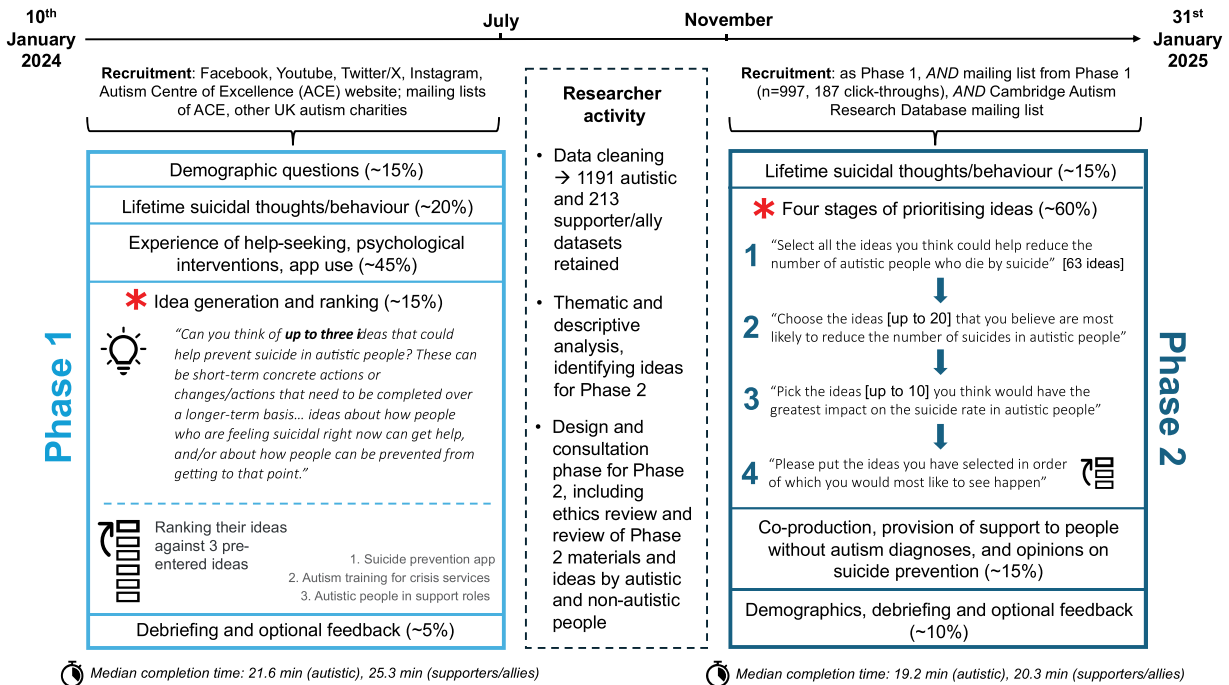 10th
January
2024
July
November
31st
January
2025
Recruitment: Facebook, Youtube, Twitter/X, Instagram,
Autism Centre of Excellence (ACE) website; mailing lists
of ACE, other UK autism charities
Phase 1
Demographic questions (~15%)
Lifetime suicidal thoughts/behaviour (~20%)
Experience of help-seeking, psychological
interventions, app use (~45%)
* Idea generation and ranking (~15%)
“Can you think of up to three ideas that could
help prevent suicide in autistic people? These can
be short-term concrete actions or
changes/actions that need to be completed over
a longer-term basis... ideas about how people
who are feeling suicidal right now can get help,
and/or about how people can be prevented from
getting to that point.”
Ranking their ideas
against 3 pre-
entered ideas
1. Suicide prevention app
2. Autism training for crisis services
3. Autistic people in support roles
Debriefing and optional feedback (~5%)
Median completion time: 21.6 min (autistic), 25.3 min (supporters/allies)
Researcher
activity
• Data cleaning
→ 1191 autistic
and 213
supporter/ally
datasets
retained
• Thematic and
descriptive
analysis,
identifying ideas
for Phase 2
• Design and
consultation
phase for Phase
2, including
ethics review and
review of Phase
2 materials and
ideas by autistic
and non-autistic
people
Recruitment: as Phase 1, AND mailing list from Phase 1
(n=997, 187 click-throughs), AND Cambridge Autism
Research Database mailing list
Lifetime suicidal thoughts/behaviour (~15%)
* Four stages of prioritising ideas (~60%)
1 “Select all the ideas you think could help reduce the
number of autistic people who die by suicide” [63 ideas]
2 “Choose the ideas [up to 20] that you believe are most
likely to reduce the number of suicides in autistic people”
3 “Pick the ideas [up to 10] you think would have the
greatest impact on the suicide rate in autistic people”
4 “Please put the ideas you have selected in order
of which you would most like to see happen”
Co-production, provision of support to people
without autism diagnoses, and opinions on
suicide prevention (~15%)
Demographics, debriefing and optional feedback
(~10%)
Phase 2
Median completion time: 19.2 min (autistic), 20.3 min (supporters/allies)